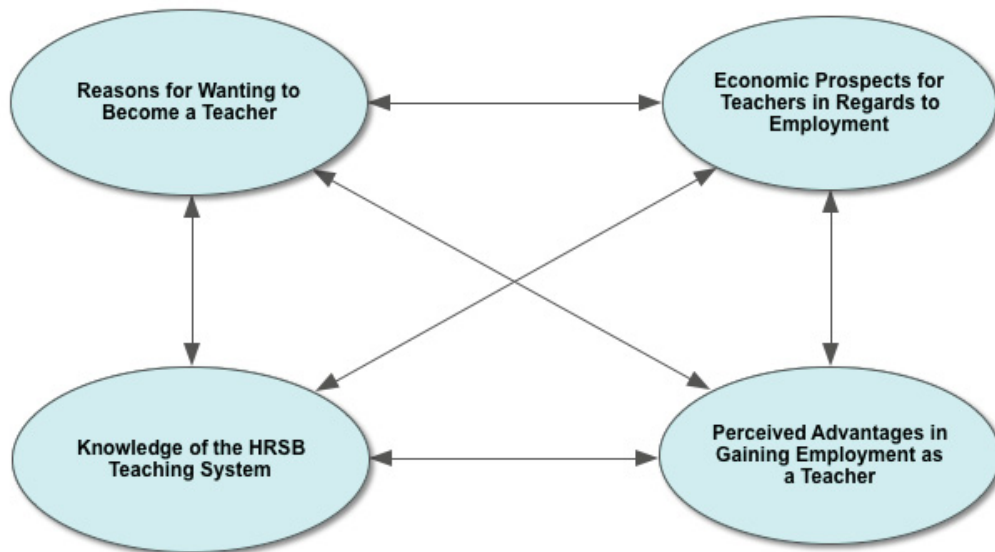 Reasons for Wanting to
Become a Teacher
Economic Prospects for
Teachers in Regards to
Employment
Knowledge of the HRSB
Teaching System
Perceived Advantages in
Gaining Employment as
a Teacher